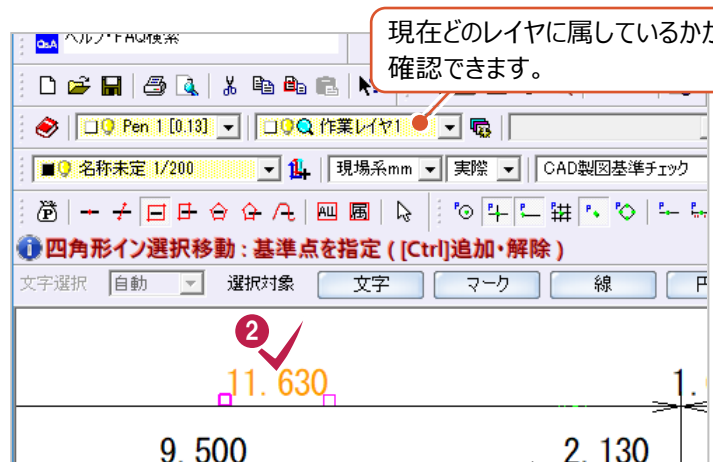 現在どのレイヤに属しているかが
確認できます。
Q&A ヘルプ・FAQ検索
Pen 1 [0.13] 作業レイヤ1
名称未定 1/200 現場系mm 実際 CAD製図基準チェック
ALL 属
四角形イン選択移動 : 基準点を指定 ( [Ctrl]追加・解除 )
文字選択 自動 選択対象 文字 マーク 線 円
2
11.630 1.
9.500 2.130